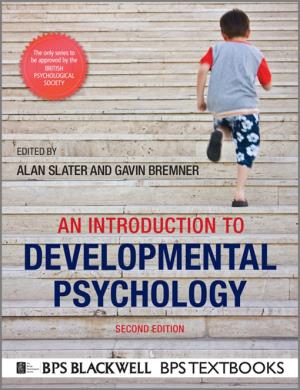 The only series to
be approved by the
BRITISH
PSYCHOLOGICAL
SOCIETY
EDITED BY
ALAN SLATER AND GAVIN BREMNER
AN INTRODUCTION TO
DEVELOPMENTAL
PSYCHOLOGY
SECOND EDITION
BPS BLACKWELL BPS TEXTBOOKS